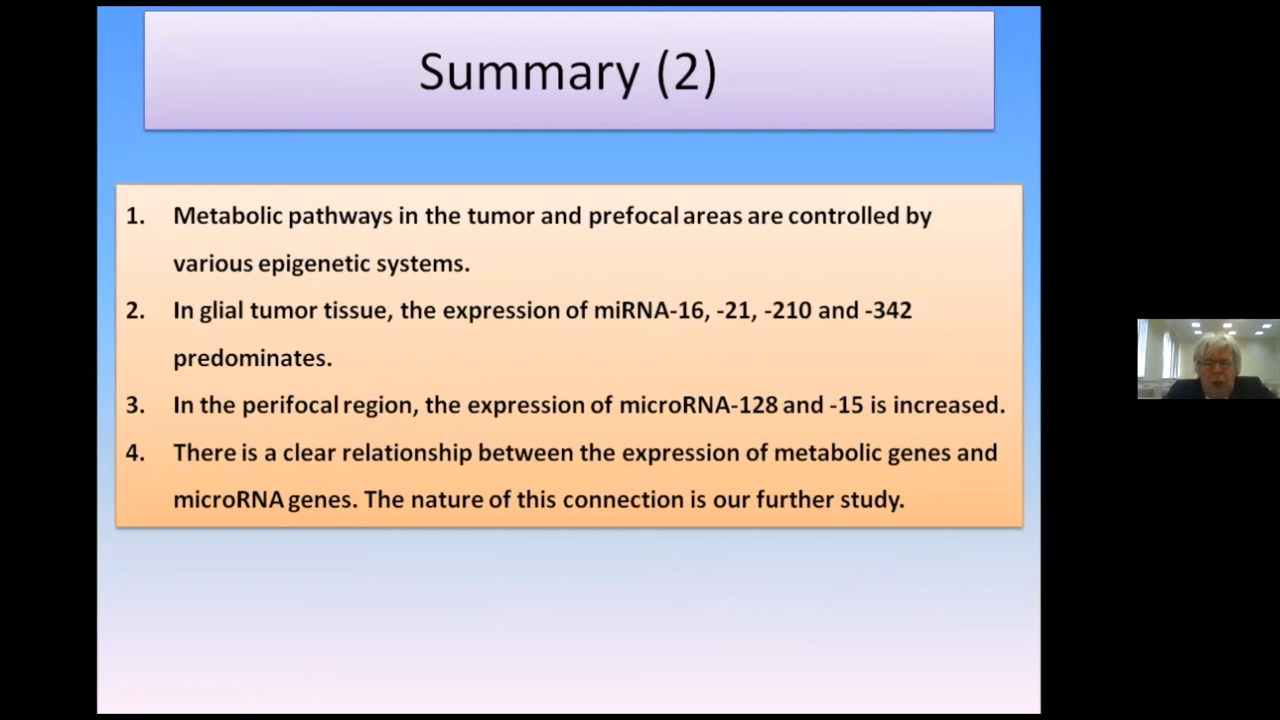 Summary (2)
1. Metabolic pathways in the tumor and prefocal areas are controlled by
various epigenetic systems.
2. In glial tumor tissue, the expression of miRNA-16, -21, -210 and -342
predominates.
3. In the perifocal region, the expression of microRNA-128 and -15 is increased.
4. There is a clear relationship between the expression of metabolic genes and
microRNA genes. The nature of this connection is our further study.